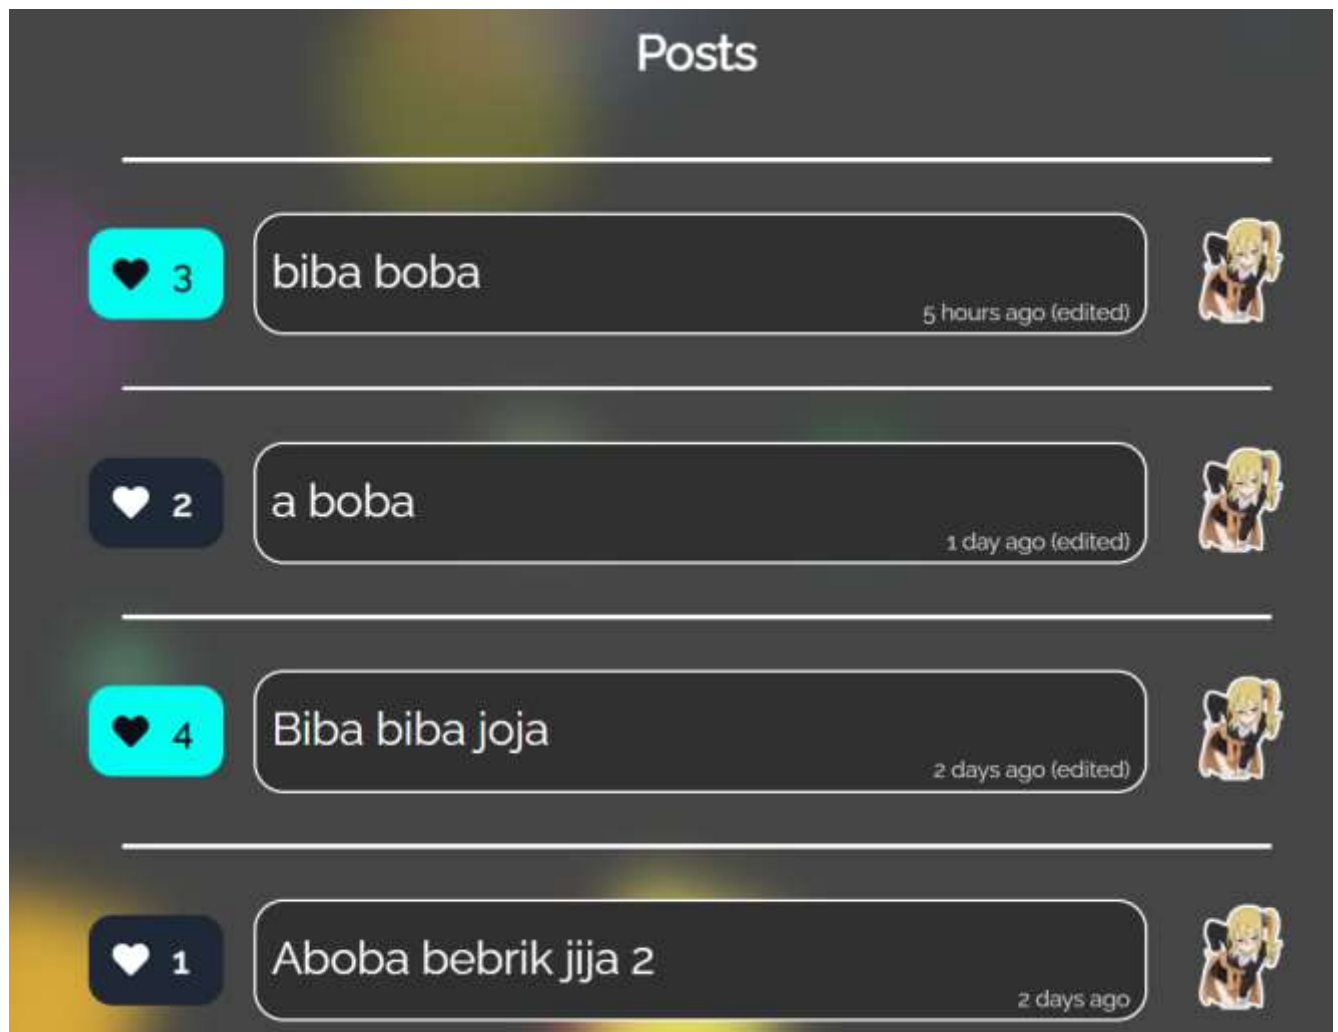 Posts
3
biba boba
5 hours ago (edited)
2
a boba
1 day ago (edited)
4
Biba biba joja
2 days ago (edited)
1
Aboba bebrik jija 2
2 days ago